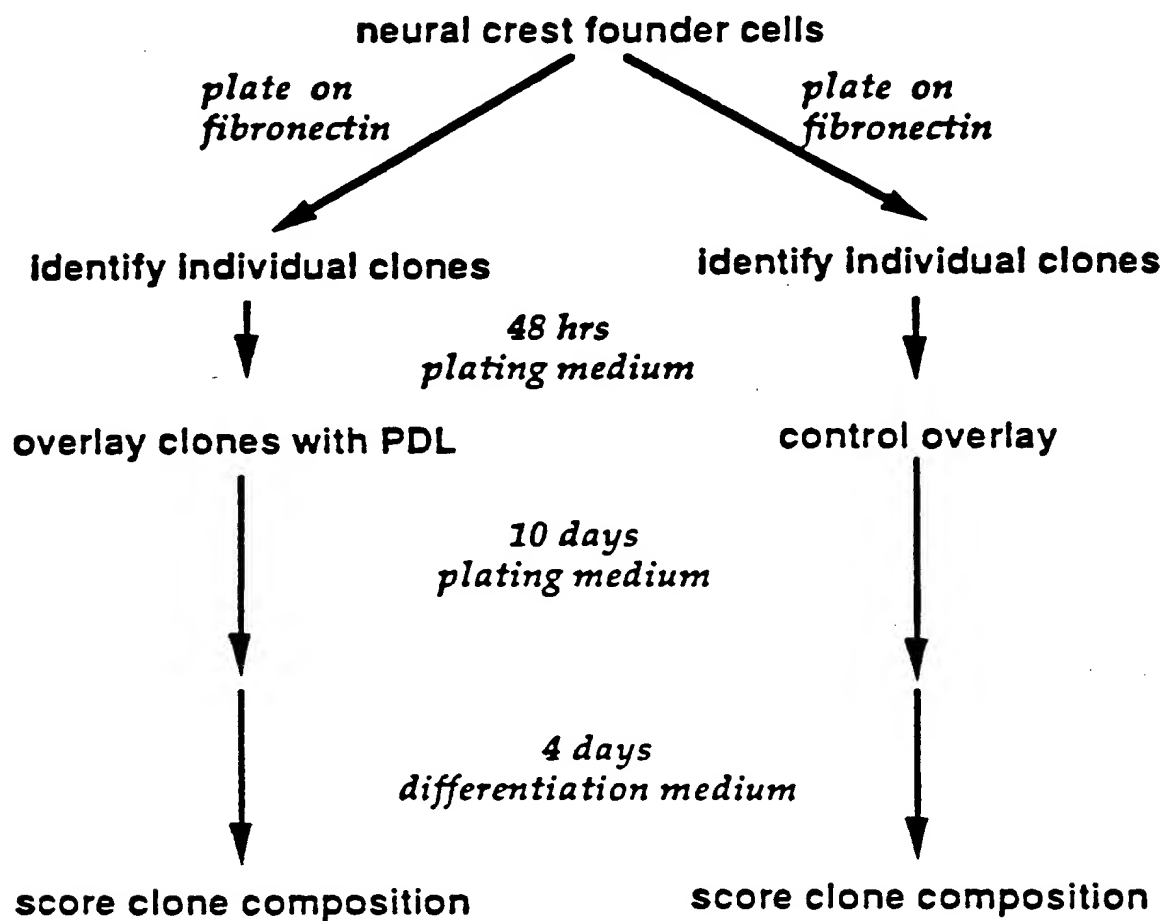 neural crest founder cells
plate on
fibronectin
plate on
fibronectin
identify individual clones
identify individual clones
48 hrs
plating medium
overlay clones with PDL
control overlay
10 days
plating medium
4 days
differentiation medium
score clone composition
score clone composition